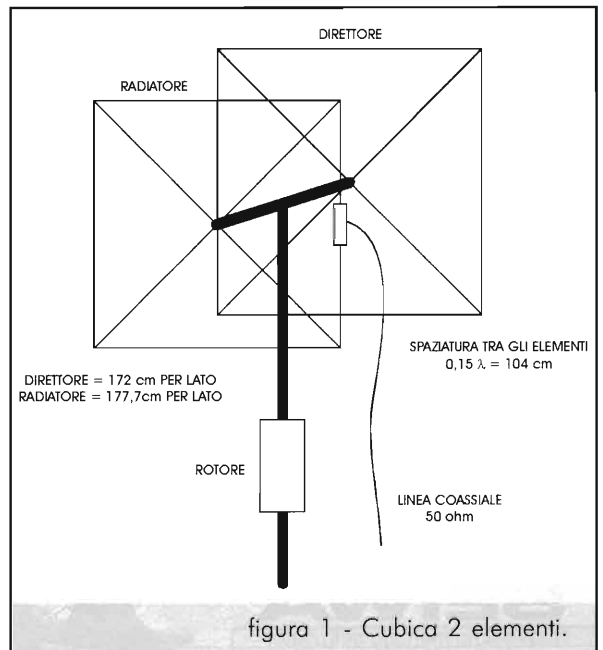 DIRETTORE
RADIATORE
SPAZIATURA TRA GLI ELEMENTI
0,15 λ = 104 cm
DIRETTORE = 172 cm PER LATO
RADIATORE = 177,7cm PER LATO
ROTORE
LINEA COASSIALE
50 ohm
figura 1 - Cubica 2 elementi.